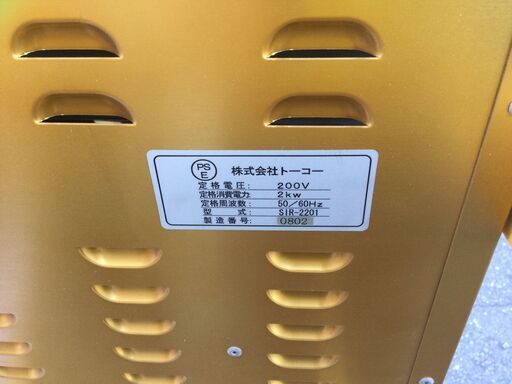 PS
E
株式会社トーコー
定格電圧: 200V
定格消費電力: 2kw
定格周波数: 50/60Hz
型式: SIR-2201
製造番号: 0802